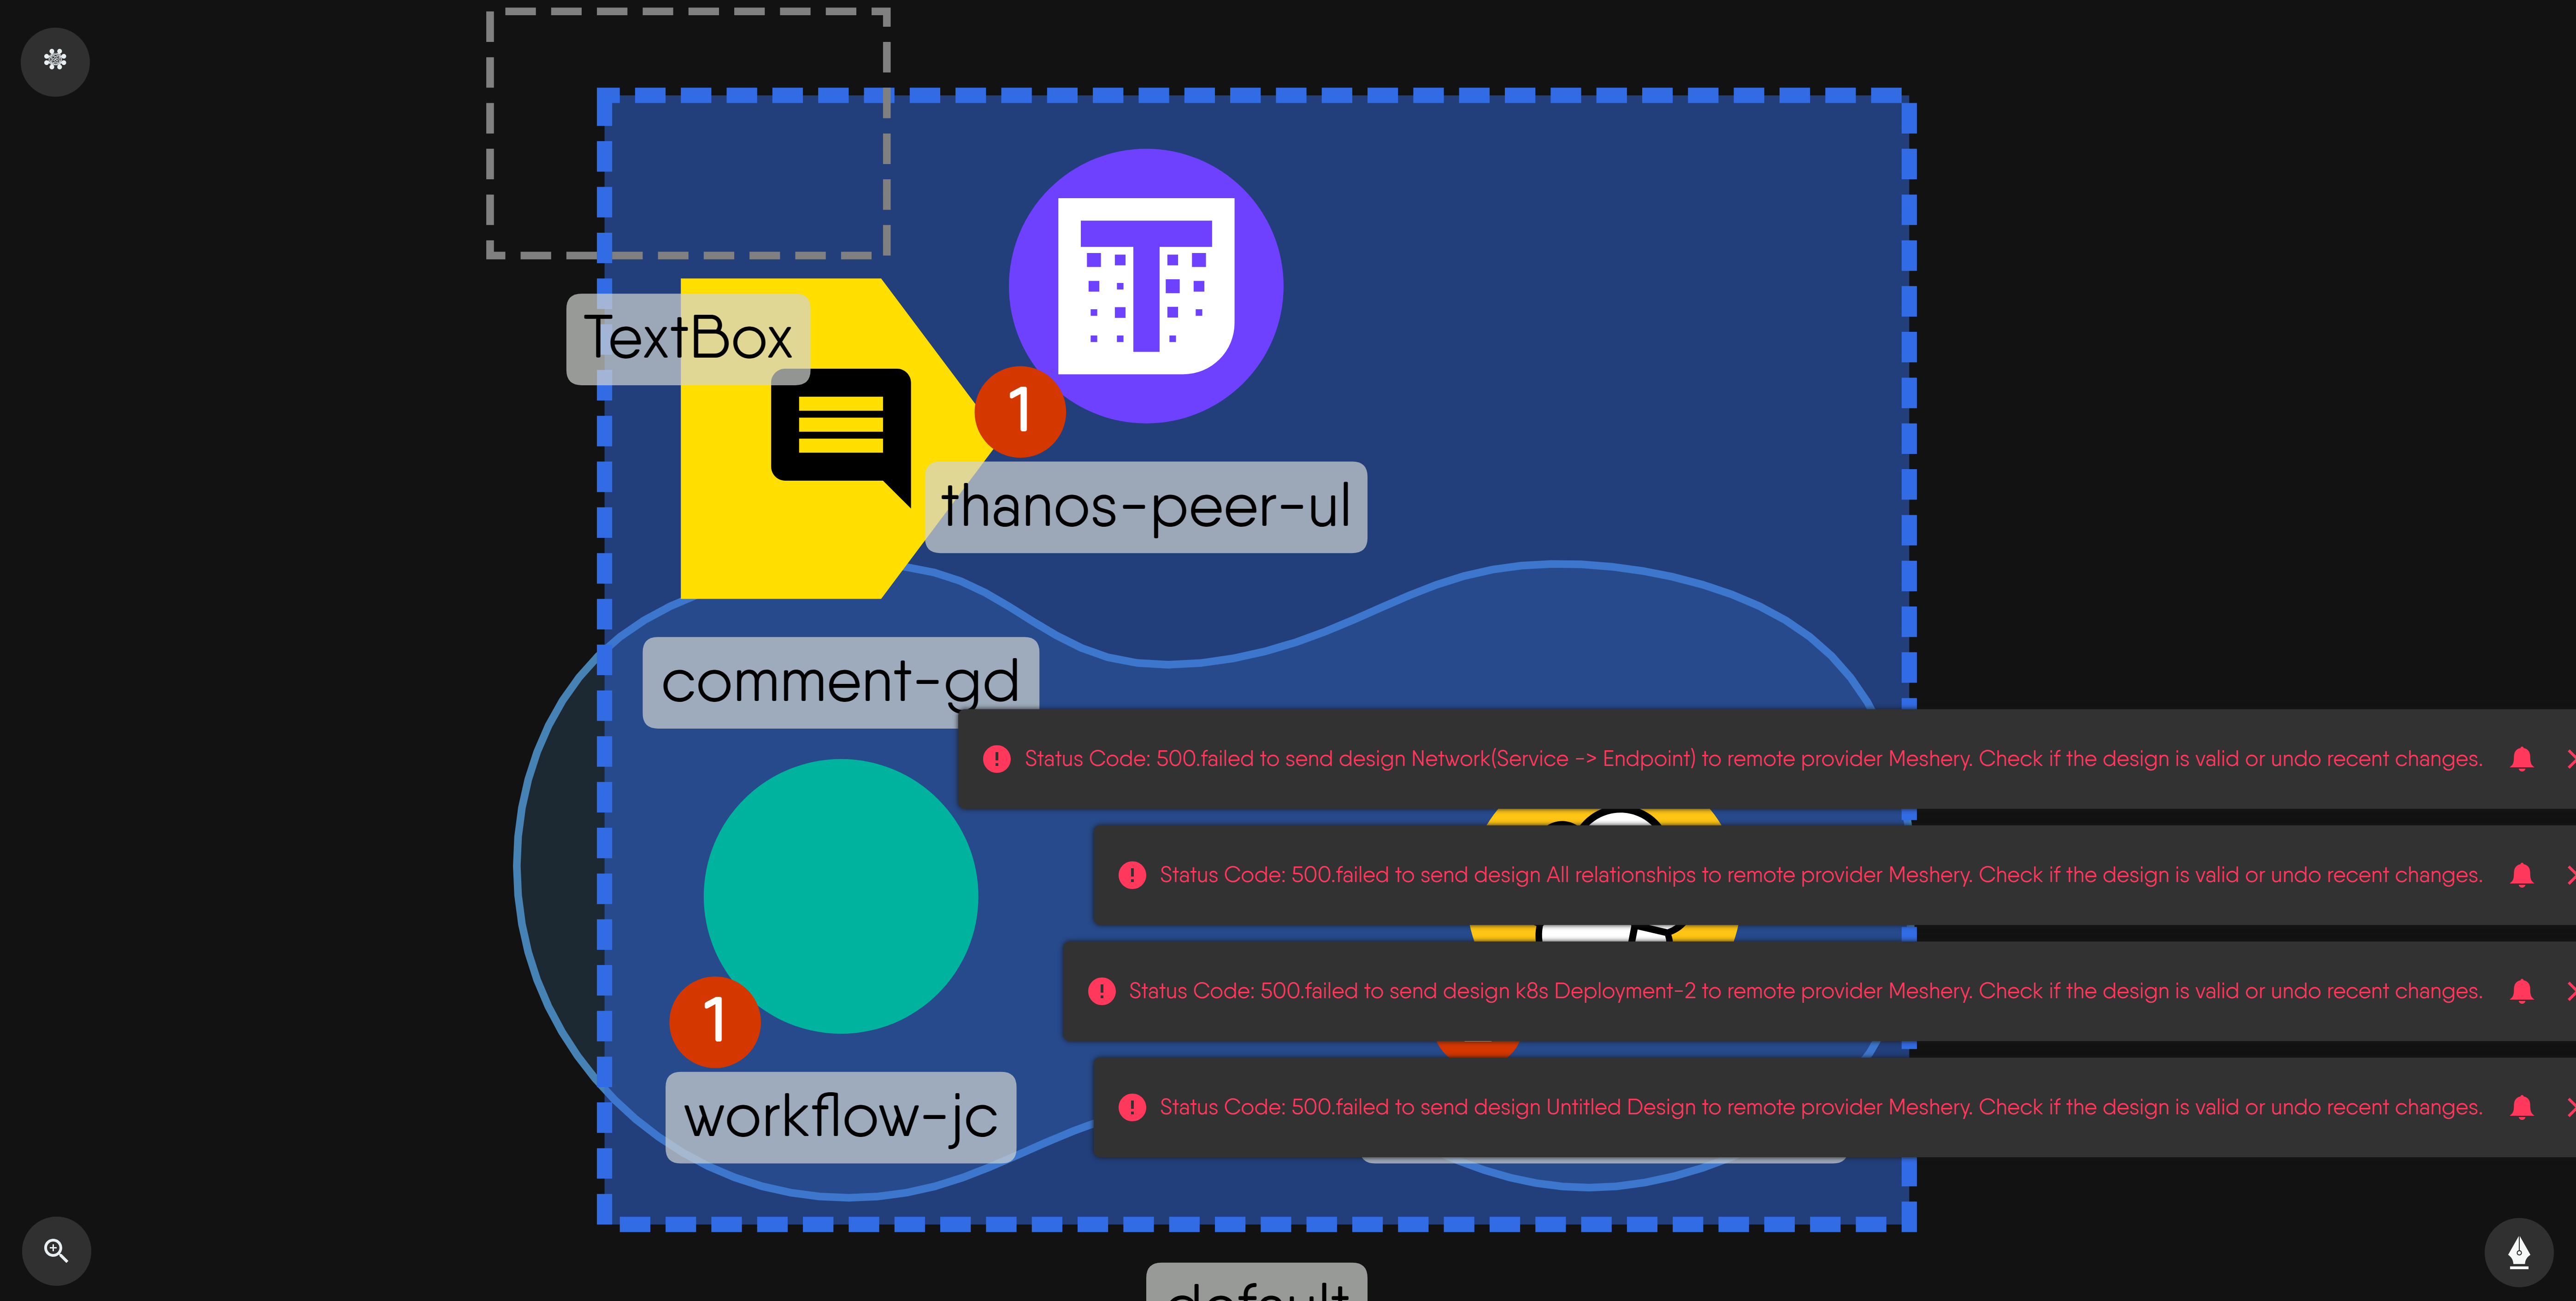 TextBox
1
thanos-peer-ul
comment-gd
Status Code: 500.failed to send design Network(Service -> Endpoint) to remote provider Meshery. Check if the design is valid or undo recent changes.
Status Code: 500.failed to send design All relationships to remote provider Meshery. Check if the design is valid or undo recent changes.
Status Code: 500.failed to send design k8s Deployment-2 to remote provider Meshery. Check if the design is valid or undo recent changes.
1
Status Code: 500.failed to send design Untitled Design to remote provider Meshery. Check if the design is valid or undo recent changes.
workflow-jc
default